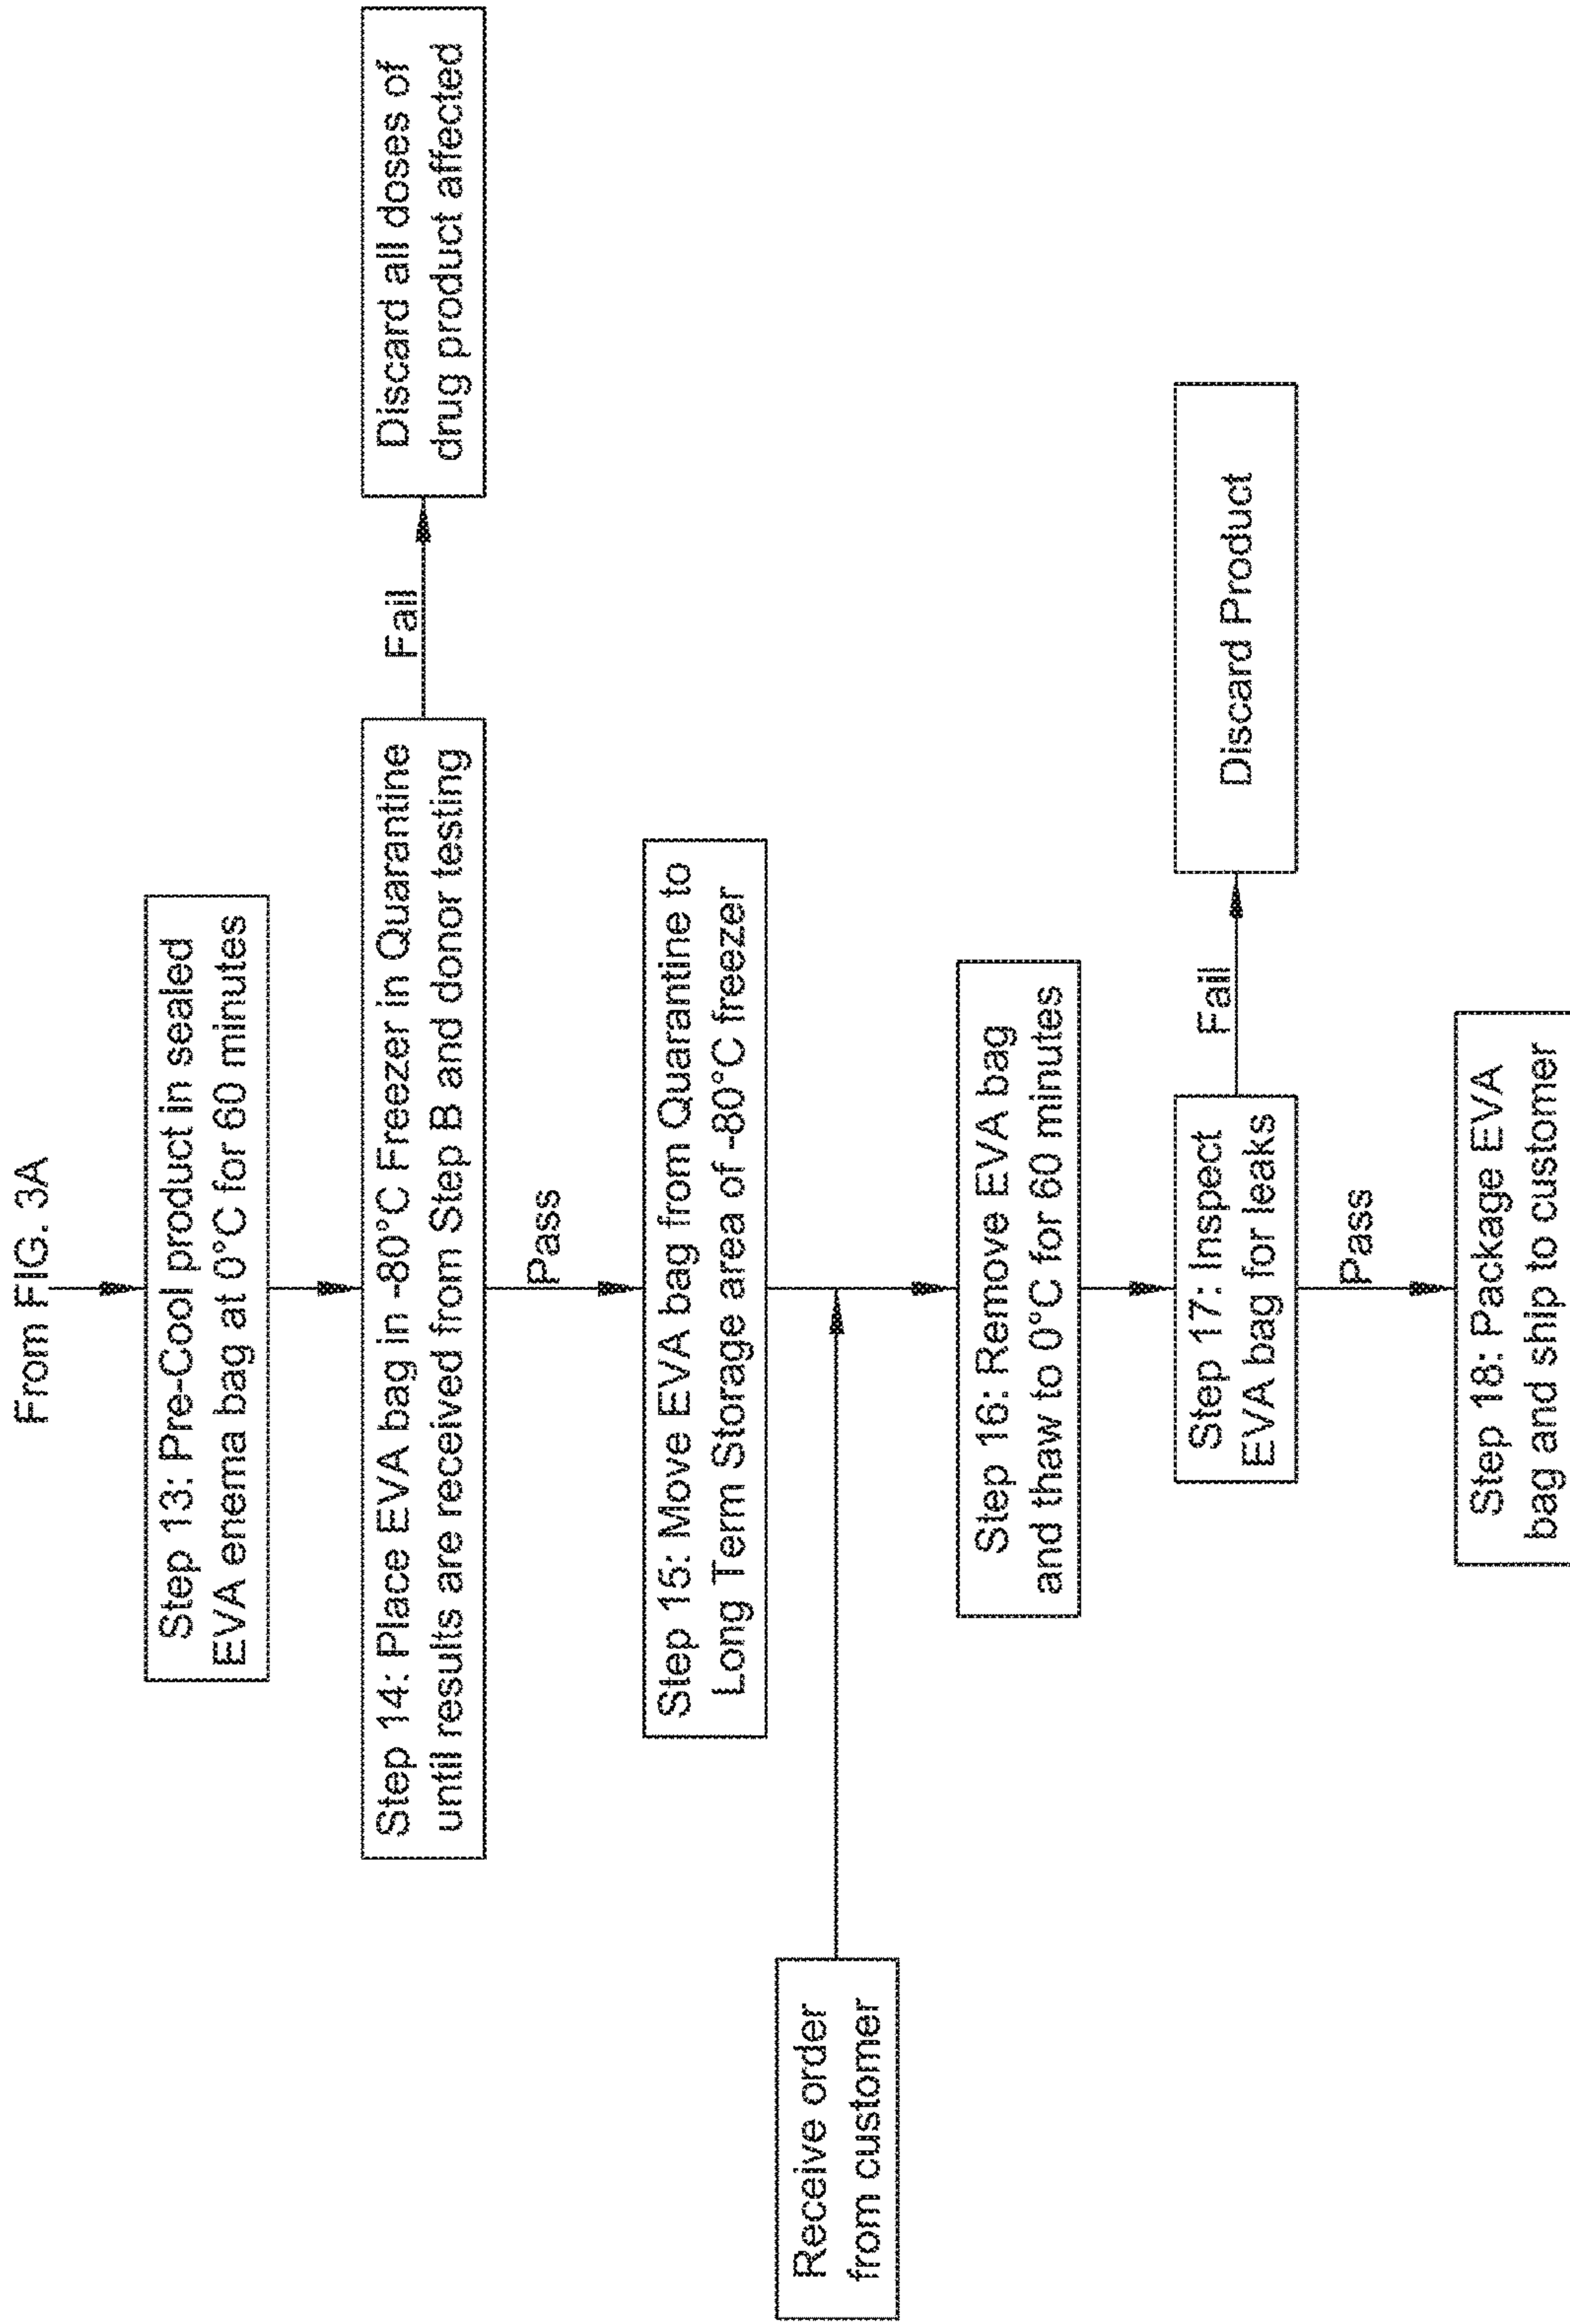 From FIG. 3A
Step 13: Pre-Cool product in sealed
EVA enema bag at 0°C for 60 minutes
Step 14: Place EVA bag in -80°C Freezer in Quarantine
until results are received from Step B and donor testing
Fail
Discard all doses of
drug product affected
Pass
Step 15: Move EVA bag from Quarantine to
Long Term Storage area of -80°C freezer
Receive order
from customer
Step 16: Remove EVA bag
and thaw to 0°C for 60 minutes
Step 17: Inspect
EVA bag for leaks
Fail
Discard Product
Pass
Step 18: Package EVA
bag and ship to customer